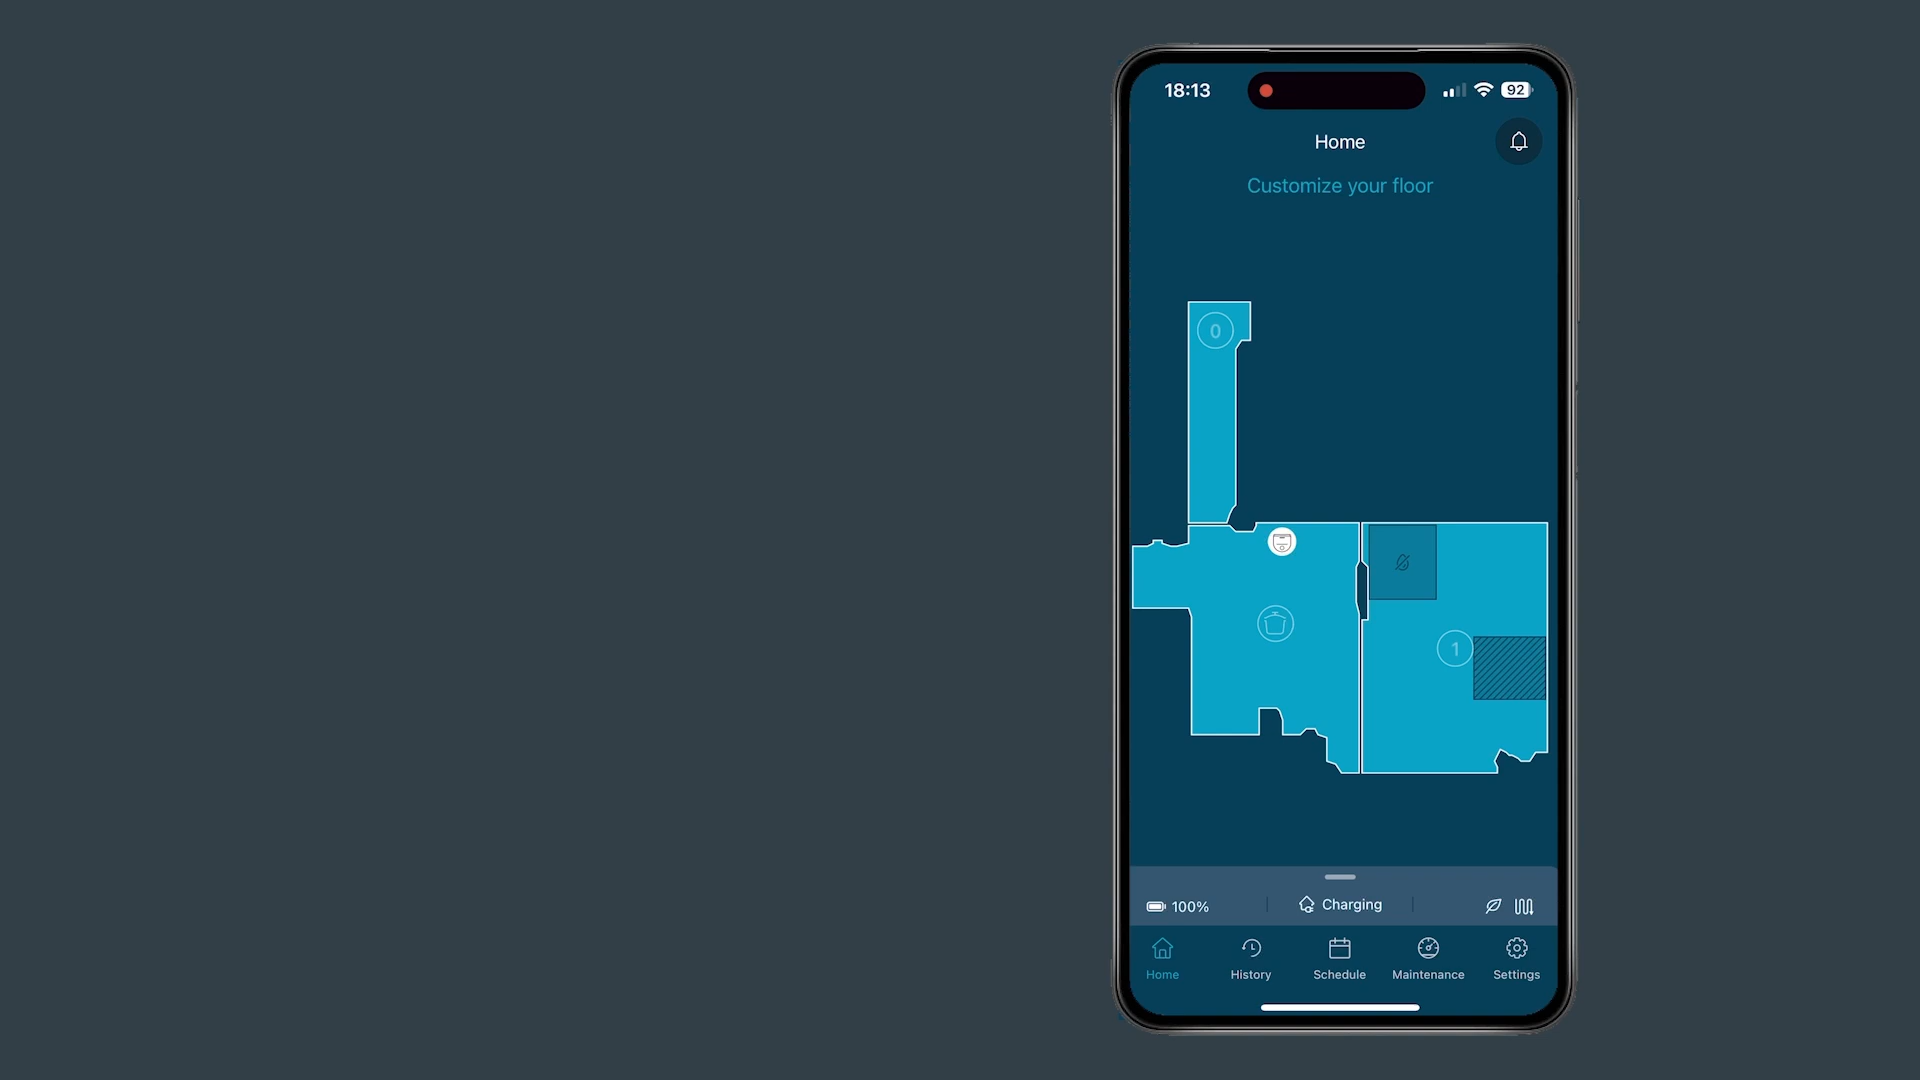 18:13
92
Home
Customize your floor
0
1
100%
Charging
Home
History
Schedule
Maintenance
Settings